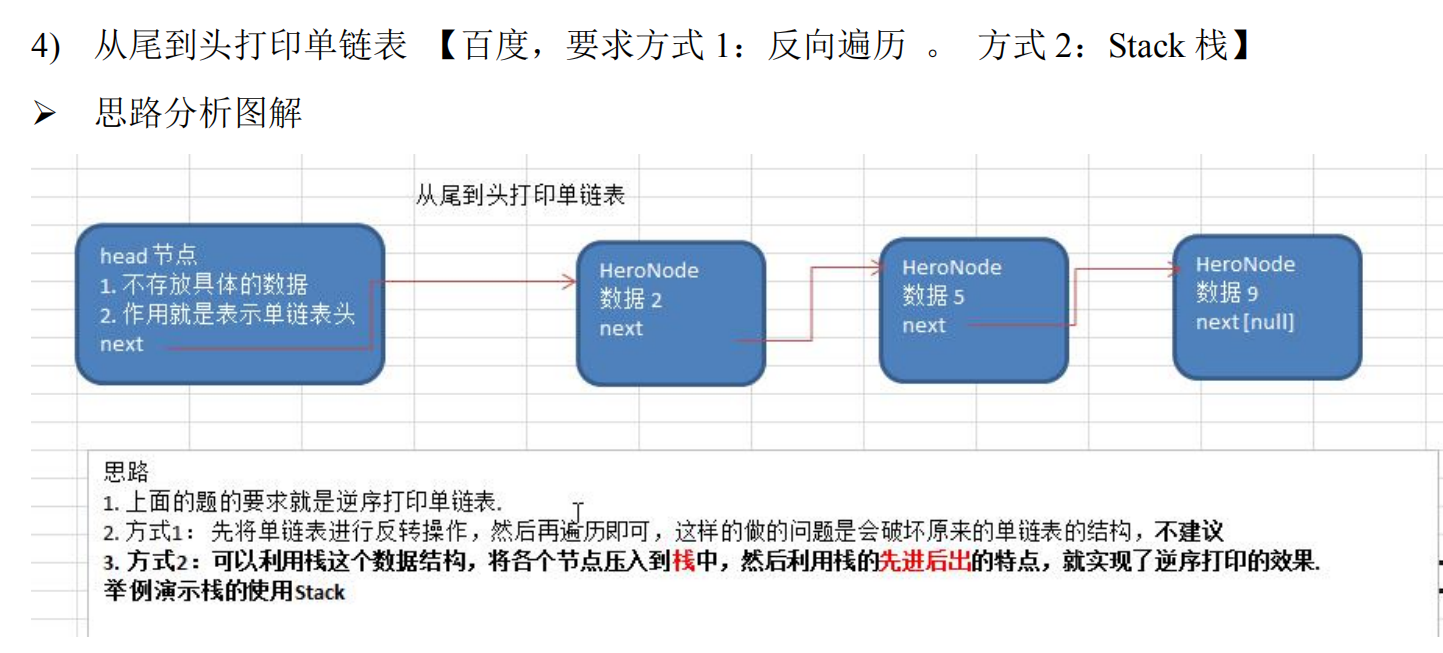 4) 从尾到头打印单链表 【百度，要求方式 1：反向遍历 。 方式 2：Stack 栈】
➢ 思路分析图解
从尾到头打印单链表
head 节点
1. 不存放具体的数据
2. 作用就是表示单链表头
next
HeroNode
数据 2
next
HeroNode
数据 5
next
HeroNode
数据 9
next [null]
思路
1. 上面的题的要求就是逆序打印单链表.
2. 方式1： 先将单链表进行反转操作，然后再遍历即可，这样的做的问题是会破坏原来的单链表的结构，不建议
3. 方式2：可以利用栈这个数据结构，将各个节点压入到栈中，然后利用栈的先进后出的特点，就实现了逆序打印的效果.
举例演示栈的使用Stack